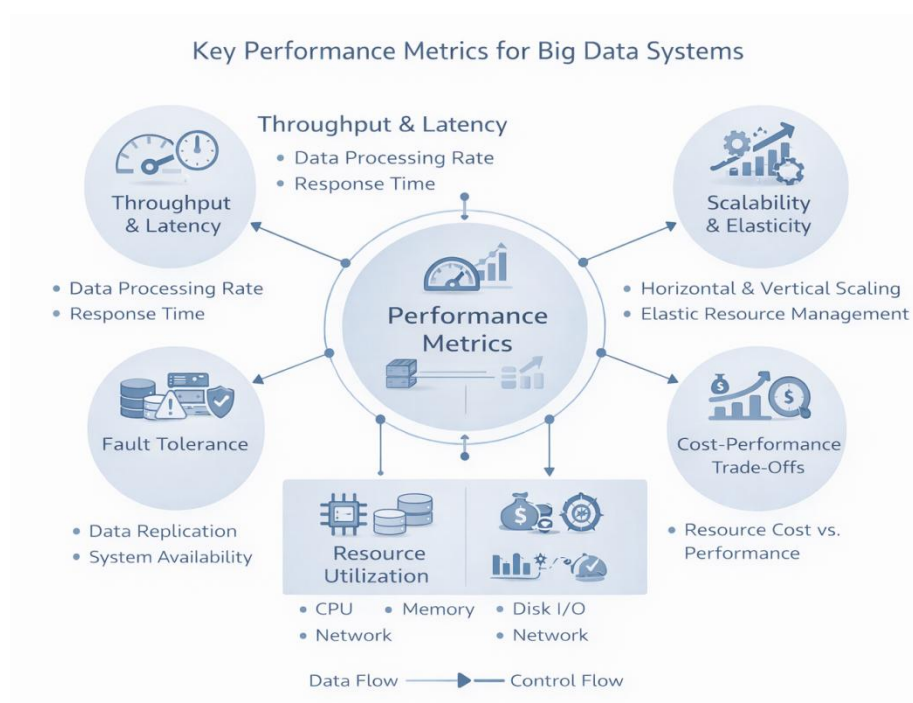 Key Performance Metrics for Big Data Systems
Throughput & Latency
• Data Processing Rate
• Response Time
Throughput
& Latency
• Data Processing Rate
• Response Time
Scalability
& Elasticity
• Horizontal & Vertical Scaling
• Elastic Resource Management
Performance
Metrics
Fault Tolerance
• Data Replication
• System Availability
$ $
Cost-Performance
Trade-Offs
• Resource Cost vs.
Performance
$
Resource
Utilization
• CPU • Memory • Disk I/O
• Network • Network
Data Flow Control Flow